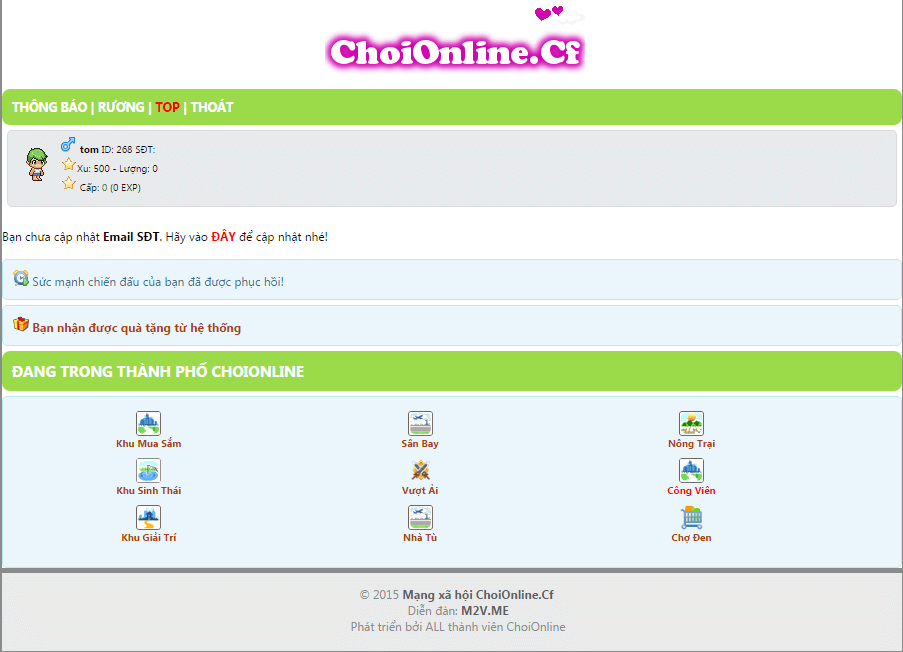 ChoiOnline.Cf
THÔNG BÁO | RƯƠNG | TOP | THOÁT
tom ID: 268 SĐT:
Xu: 500 - Lượng: 0
Cấp: 0 (0 EXP)
Bạn chưa cập nhật Email SĐT. Hãy vào ĐÂY để cập nhật nhé!
Sức mạnh chiến đấu của bạn đã được phục hồi!
Bạn nhận được quà tặng từ hệ thống
ĐANG TRONG THÀNH PHỐ CHOIONLINE
Khu Mua Sắm Sân Bay Nông Trại
Khu Sinh Thái Vượt Ải Công Viên
Khu Giải Trí Nhà Tù Chợ Đen
© 2015 Mạng xã hội ChoiOnline.Cf
Diễn đàn: M2V.ME
Phát triển bởi ALL thành viên ChoiOnline